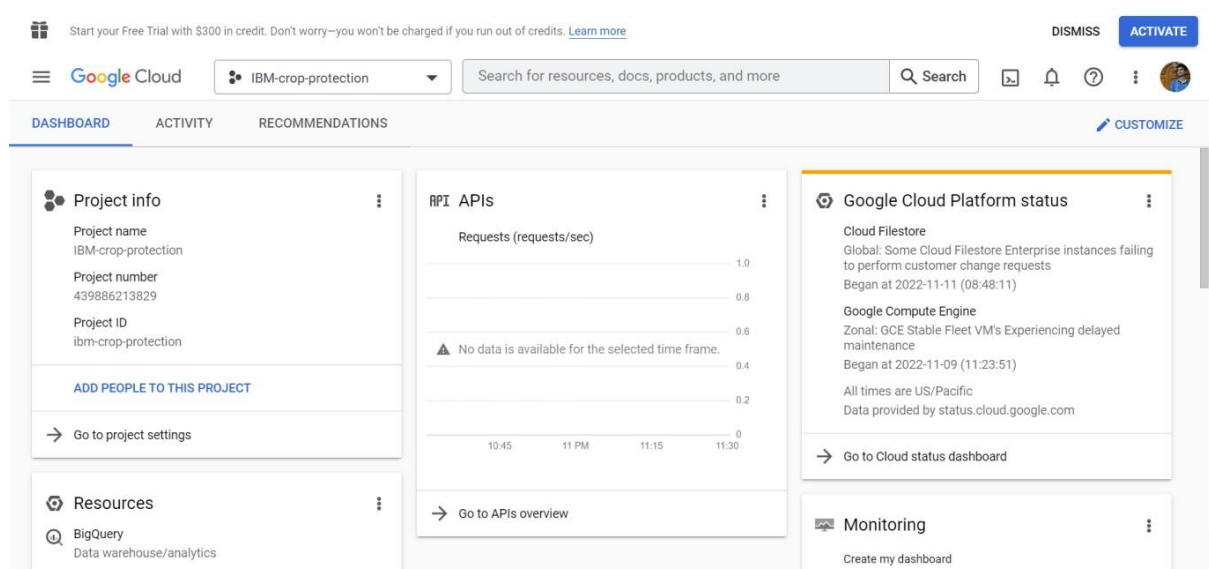 Start your Free Trial with $300 in credit. Don't worry—you won't be charged if you run out of credits. Learn more
DISMISS
ACTIVATE
Google Cloud
IBM-crop-protection
Search for resources, docs, products, and more
Search
DASHBOARD
ACTIVITY
RECOMMENDATIONS
CUSTOMIZE
Project info
Project name
IBM-crop-protection
Project number
439886213829
Project ID
ibm-crop-protection
ADD PEOPLE TO THIS PROJECT
Go to project settings
Resources
BigQuery
Data warehouse/analytics
API APIs
Requests (requests/sec)
1.0
0.8
0.6
No data is available for the selected time frame.
0.4
0.2
0
10:45 11 PM 11:15 11:30
Go to APIs overview
Google Cloud Platform status
Cloud Filestore
Global: Some Cloud Filestore Enterprise instances failing
to perform customer change requests
Began at 2022-11-11 (08:48:11)
Google Compute Engine
Zonal: GCE Stable Fleet VM's Experiencing delayed
maintenance
Began at 2022-11-09 (11:23:51)
All times are US/Pacific
Data provided by status.cloud.google.com
Go to Cloud status dashboard
Monitoring
Create my dashboard